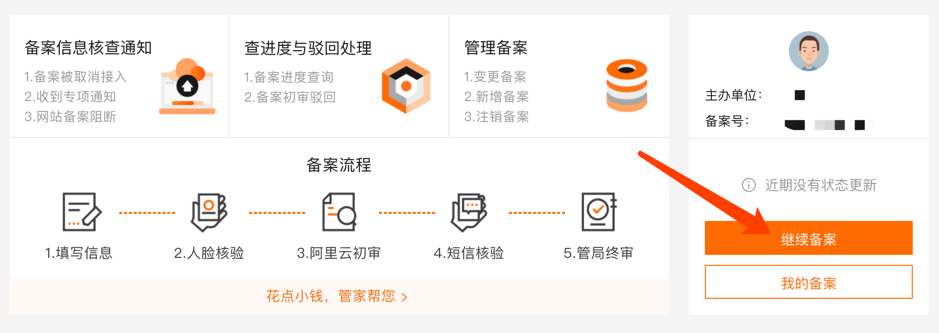 备案信息核查通知
1.备案被取消接入
2.收到专项通知
3.网站备案阻断
查进度与驳回处理
1.备案进度查询
2.备案初审驳回
管理备案
1.变更备案
2.新增备案
3.注销备案
备案流程
1.填写信息
2.人脸核验
3.阿里云初审
4.短信核验
5.管局终审
花点小钱，管家帮您 >
主办单位：
备案号：
近期没有状态更新
继续备案
我的备案